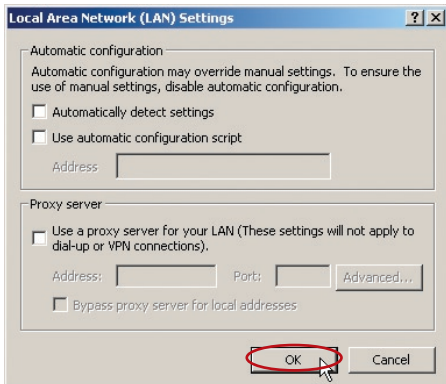 Local Area Network (LAN) Settings
Automatic configuration
Automatic configuration may override manual settings. To ensure the
use of manual settings, disable automatic configuration.
Automatically detect settings
Use automatic configuration script
Address
Proxy server
Use a proxy server for your LAN (These settings will not apply to
dial-up or VPN connections).
Address:
Port:
Advanced...
Bypass proxy server for local addresses
OK
Cancel